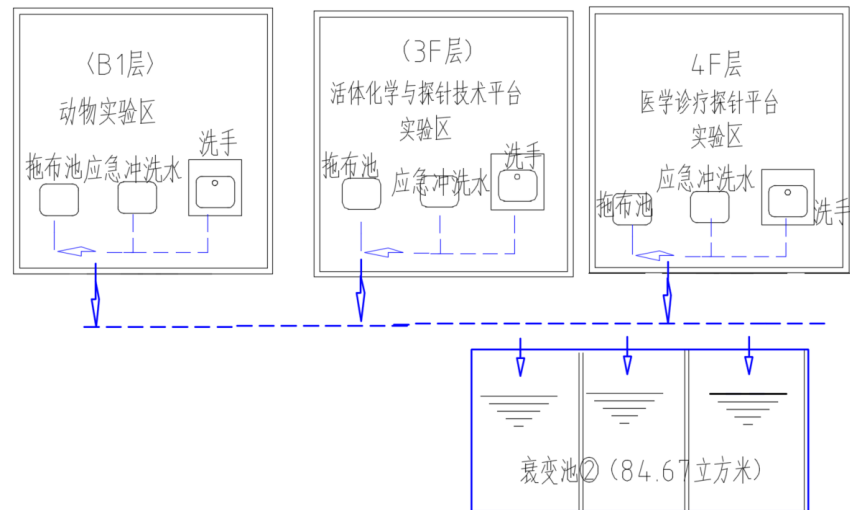 〈B1层〉
动物实验区
洗手
拖布池应急冲洗水
（3F层）
活体化学与探针技术平台
实验区
洗手
拖布池
应急冲洗水
4F层
医学诊疗探针平台
实验区
应急冲洗水
拖布池
洗手
衰变池②（84.67立方米）